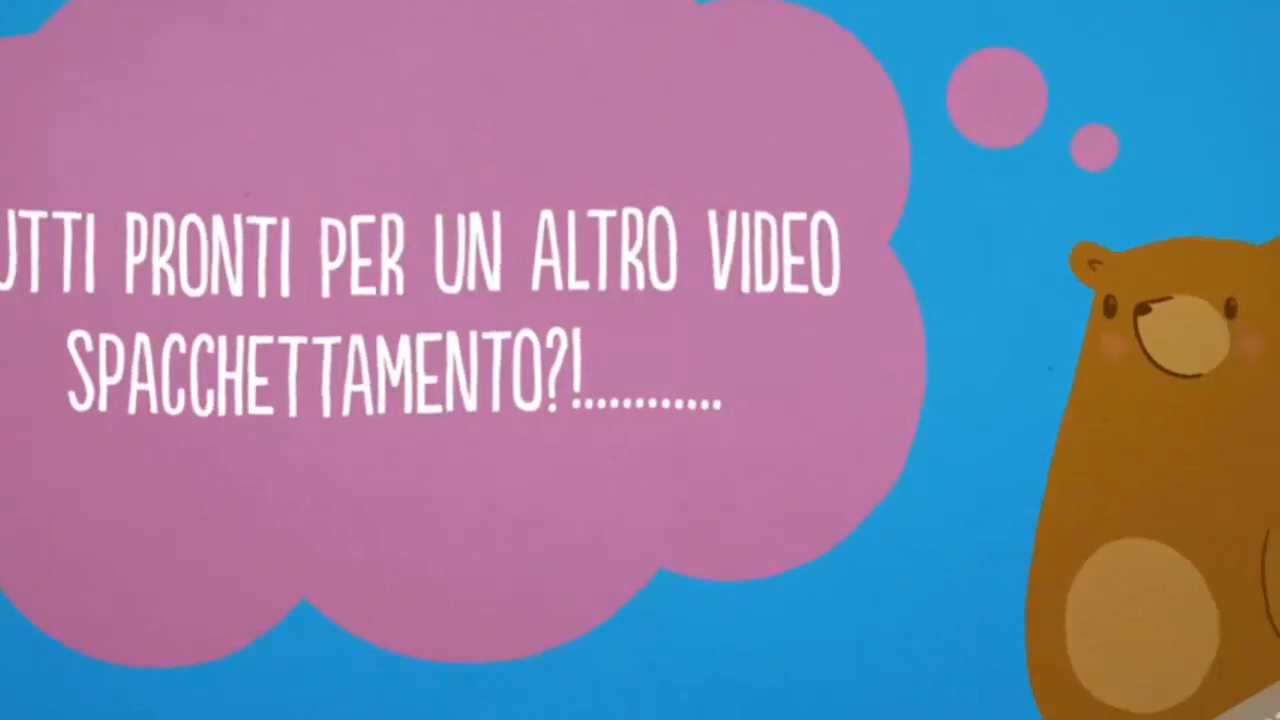 UTTI PRONTI PER UN ALTRO VIDEO
SPACCHETTAMENTO?!...........